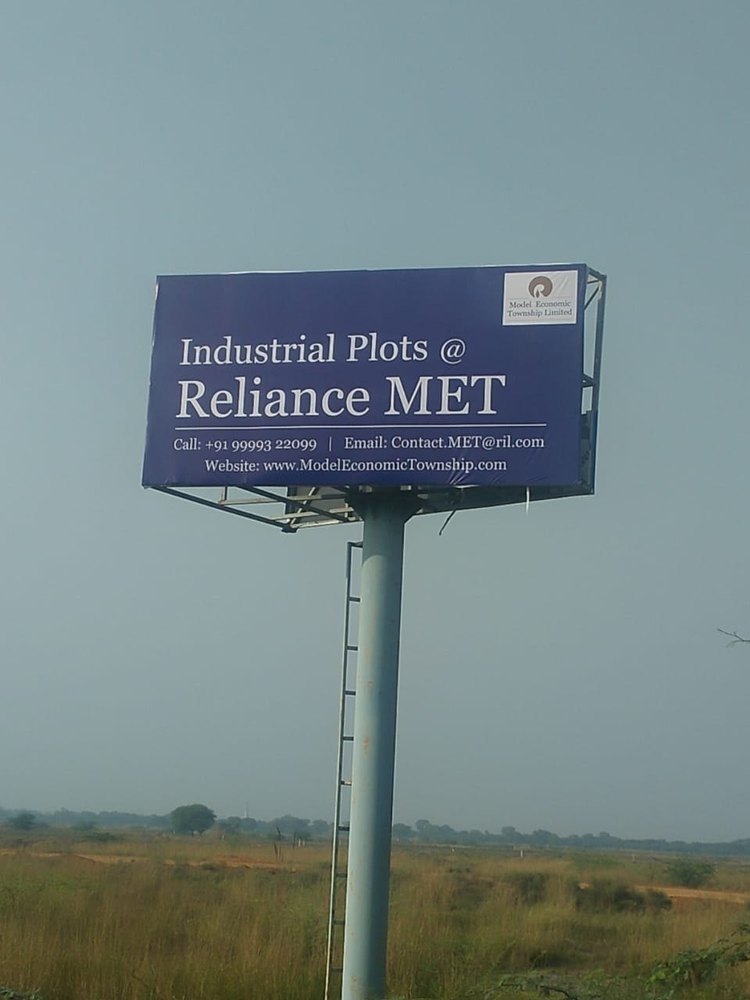 Model Economic
Township Limited
Industrial Plots @
Reliance MET
Call: +91 99993 22099 | Email: Contact.MET@ril.com
Website: www.ModelEconomicTownship.com